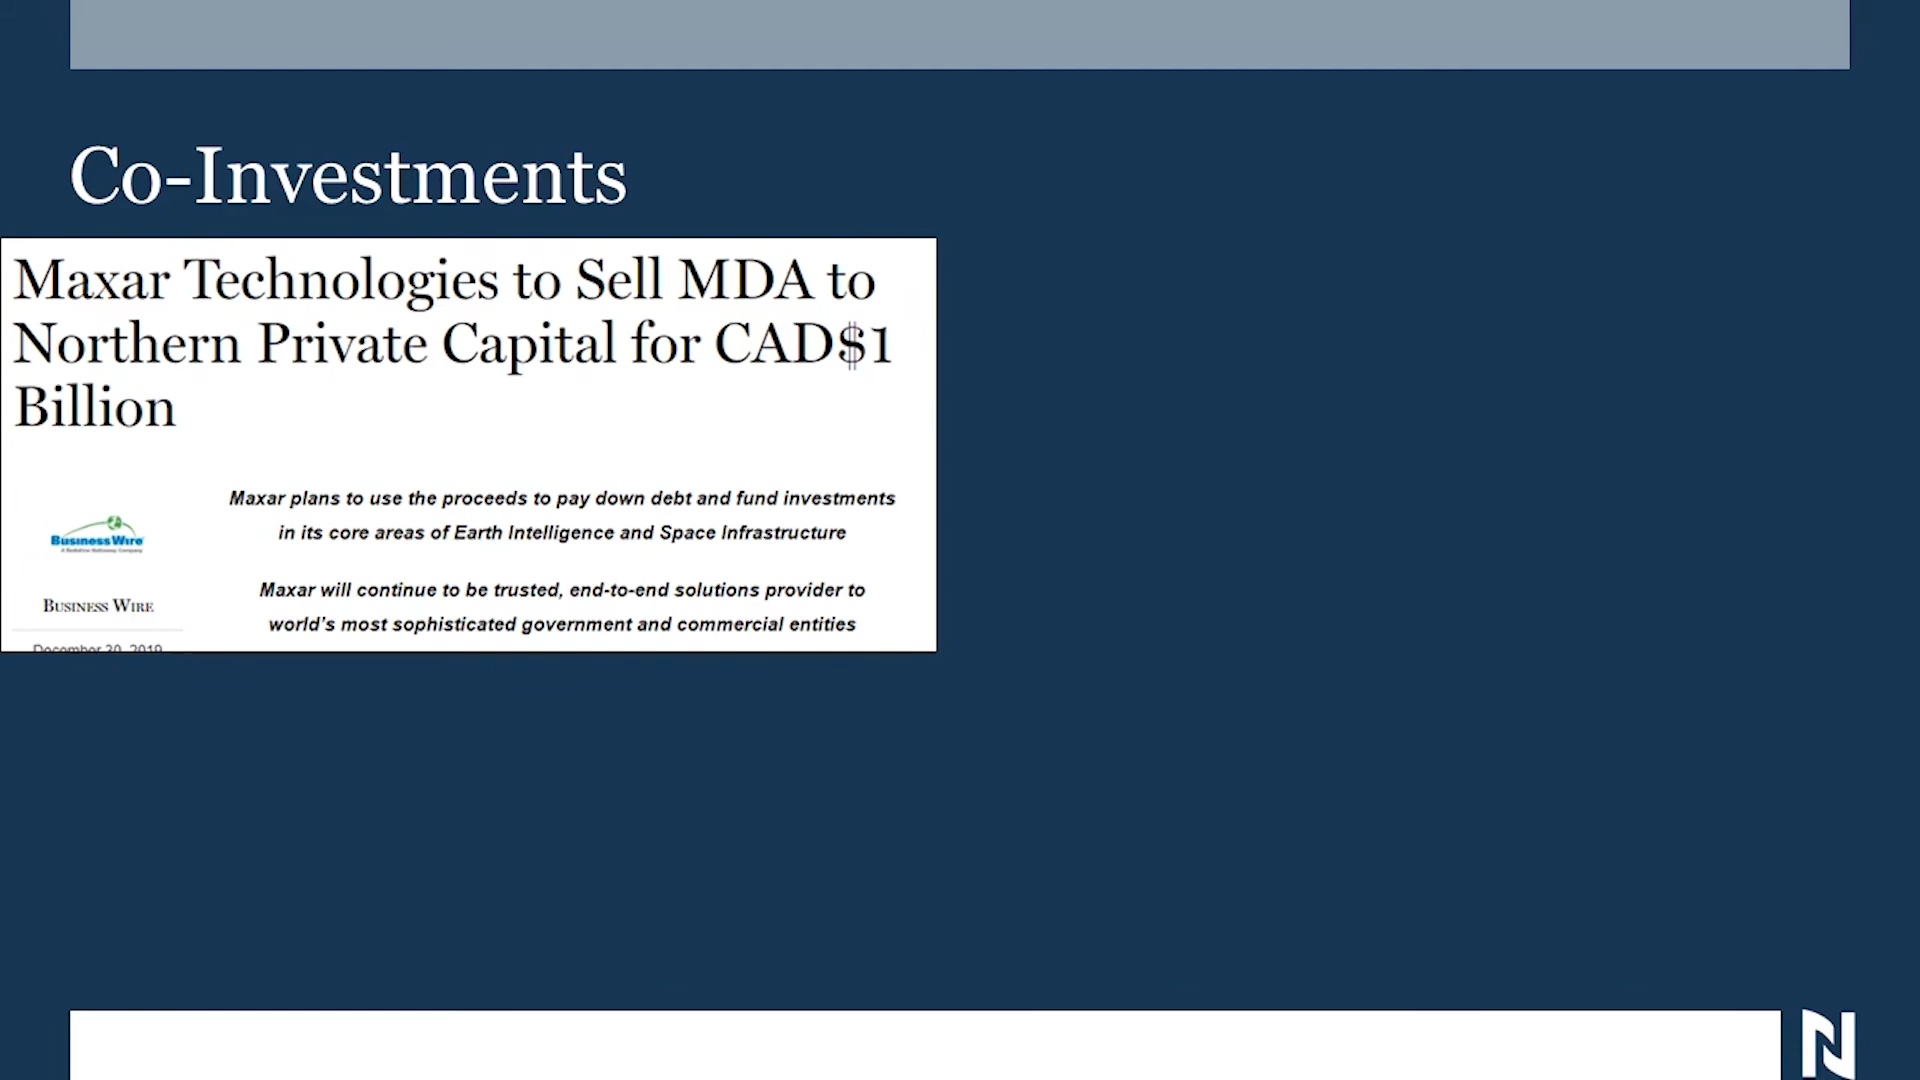 Co-Investments
Maxar Technologies to Sell MDA to
Northern Private Capital for CAD$1
Billion
Maxar plans to use the proceeds to pay down debt and fund investments
in its core areas of Earth Intelligence and Space Infrastructure
BusinessWire
A Berkshire Hathaway Company
Maxar will continue to be trusted, end-to-end solutions provider to
BUSINESS WIRE
world's most sophisticated government and commercial entities
December 30, 2019
N